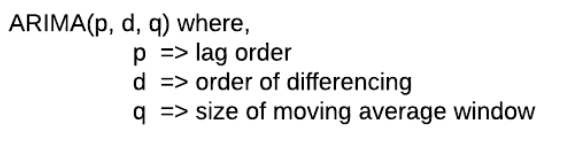 ARIMA(p, d, q) where,
p => lag order
d => order of differencing
q => size of moving average window